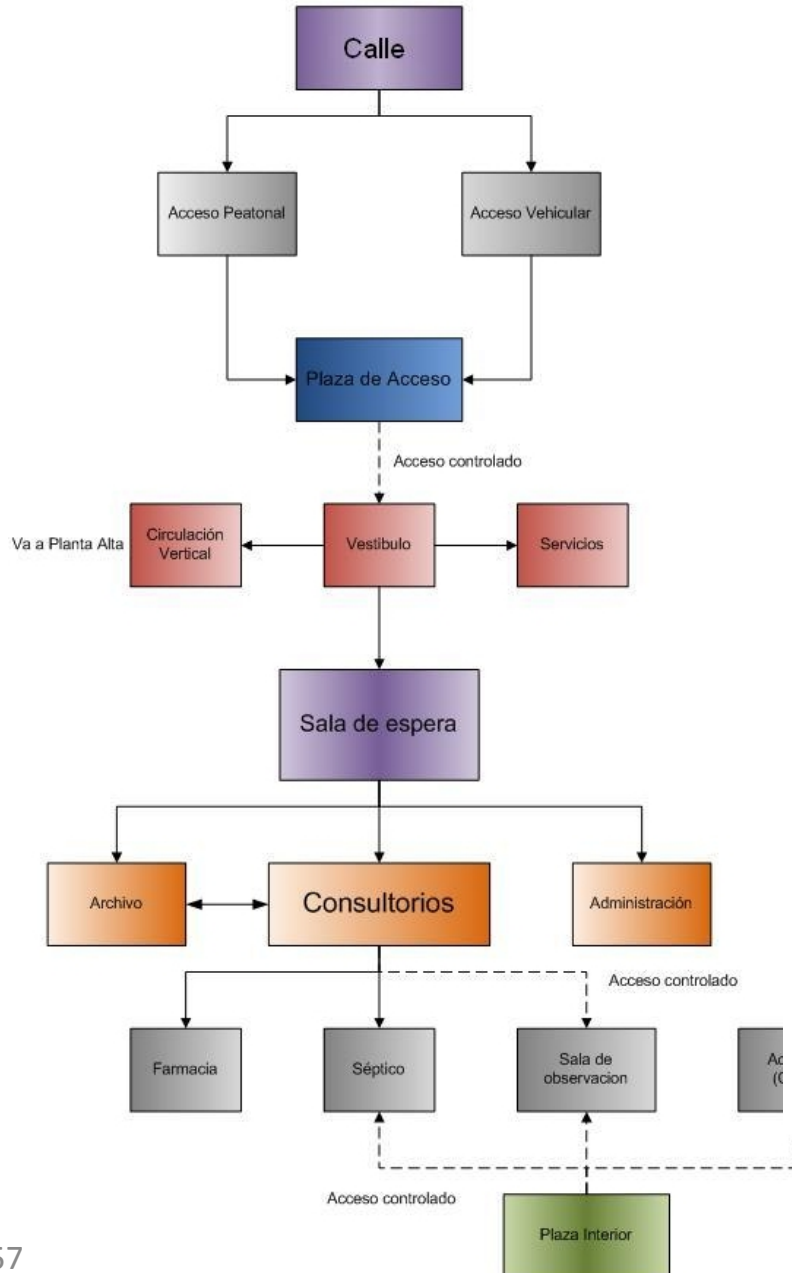 Calle
Acceso Peatonal
Acceso Vehicular
Plaza de Acceso
Acceso controlado
Va a Planta Alta
Circulación
Vertical
Vestibulo
Servicios
Sala de espera
Archivo
Consultorios
Administración
Acceso controlado
Farmacia
Séptico
Sala de
observacion
Acceso controlado
Plaza Interior
57